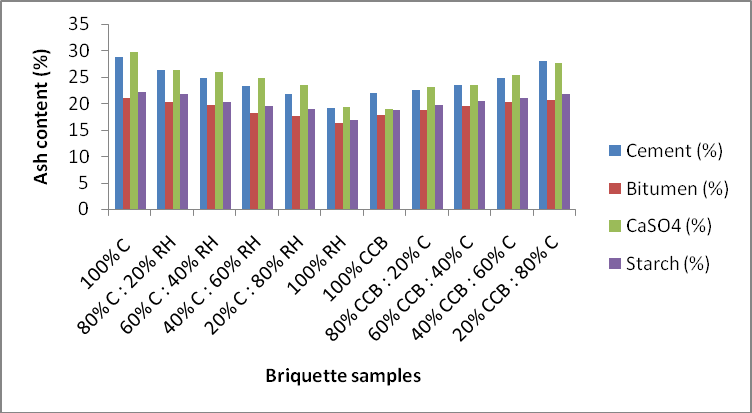 35
30
25
20
15
10
5
0
Ash content (%)
100% C
80% C : 20% RH
60% C : 40% RH
40% C : 60% RH
20% C : 80% RH
100% RH
100% CCB
80% CCB : 20% C
60% CCB : 40% C
40% CCB : 60% C
20% CCB : 80% C
Briquette samples
Cement (%)
Bitumen (%)
CaSO4 (%)
Starch (%)